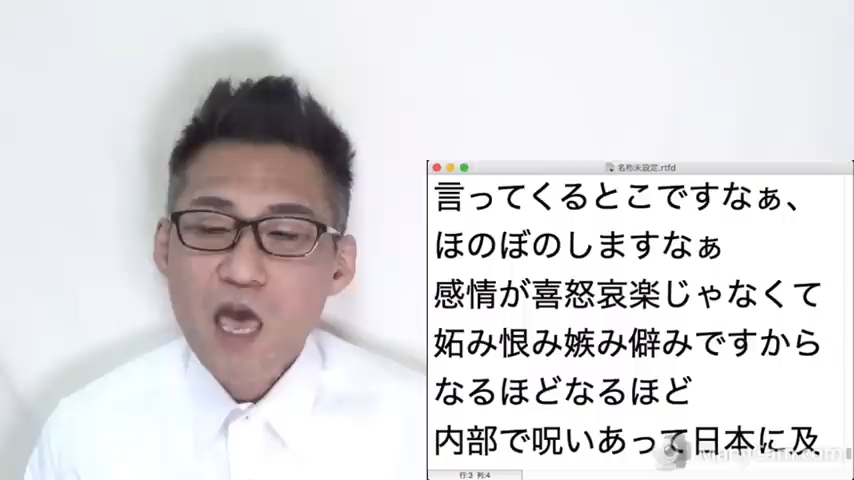 名称未設定.rtfd
言ってくるとこですなぁ、
ほのぼのしますなぁ
感情が喜怒哀楽じゃなくて
妬み恨み嫉み僻みですから
なるほどなるほど
内部で呪いあって日本に及
manycam.com
行:3 列:4